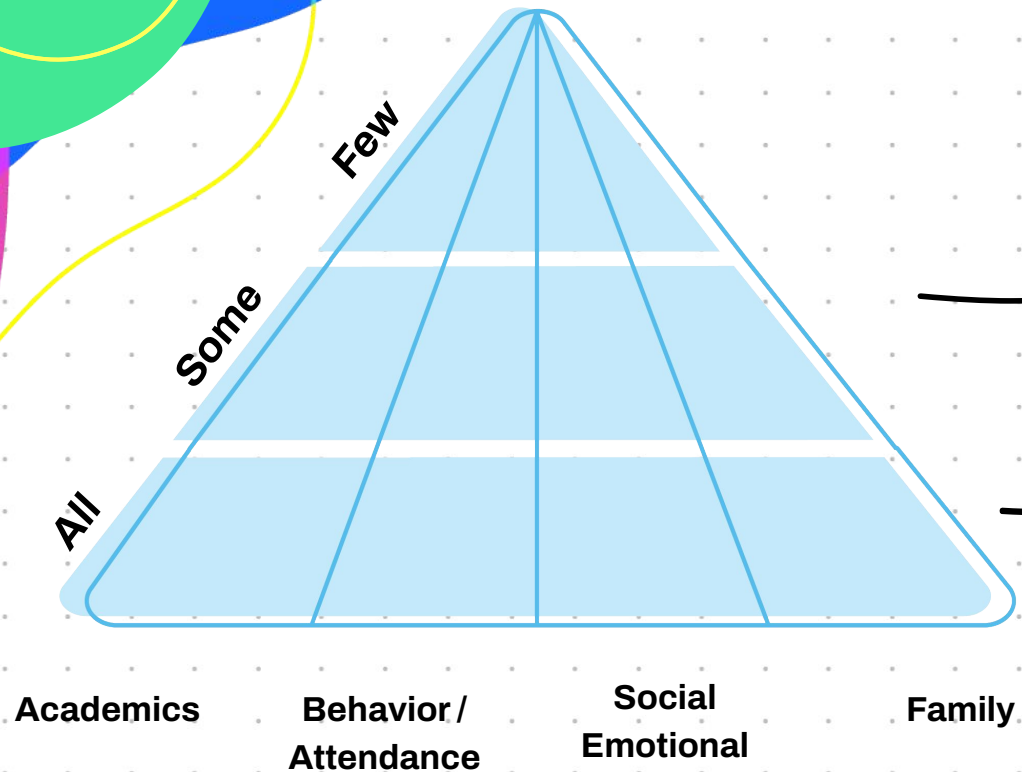 Few
Some
All
Academics
Behavior /
Attendance
Social
Emotional
Family